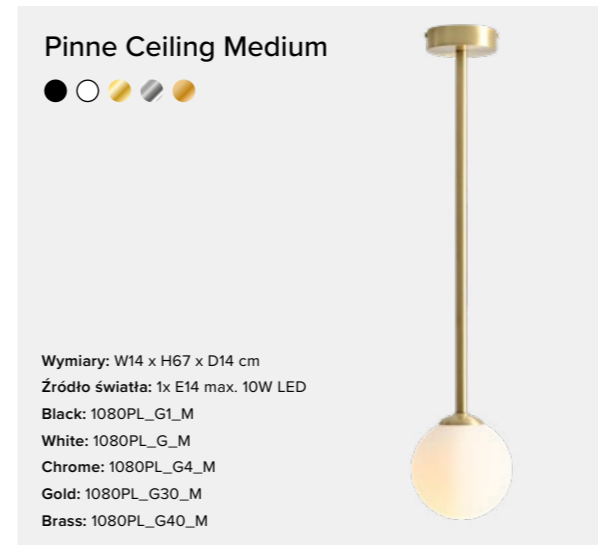 Pinne Ceiling Medium
Wymiary: W14 x H67 x D14 cm
Źródło światła: 1x E14 max. 10W LED
Black: 1080PL_G1_M
White: 1080PL_G_M
Chrome: 1080PL_G4_M
Gold: 1080PL_G30_M
Brass: 1080PL_G40_M